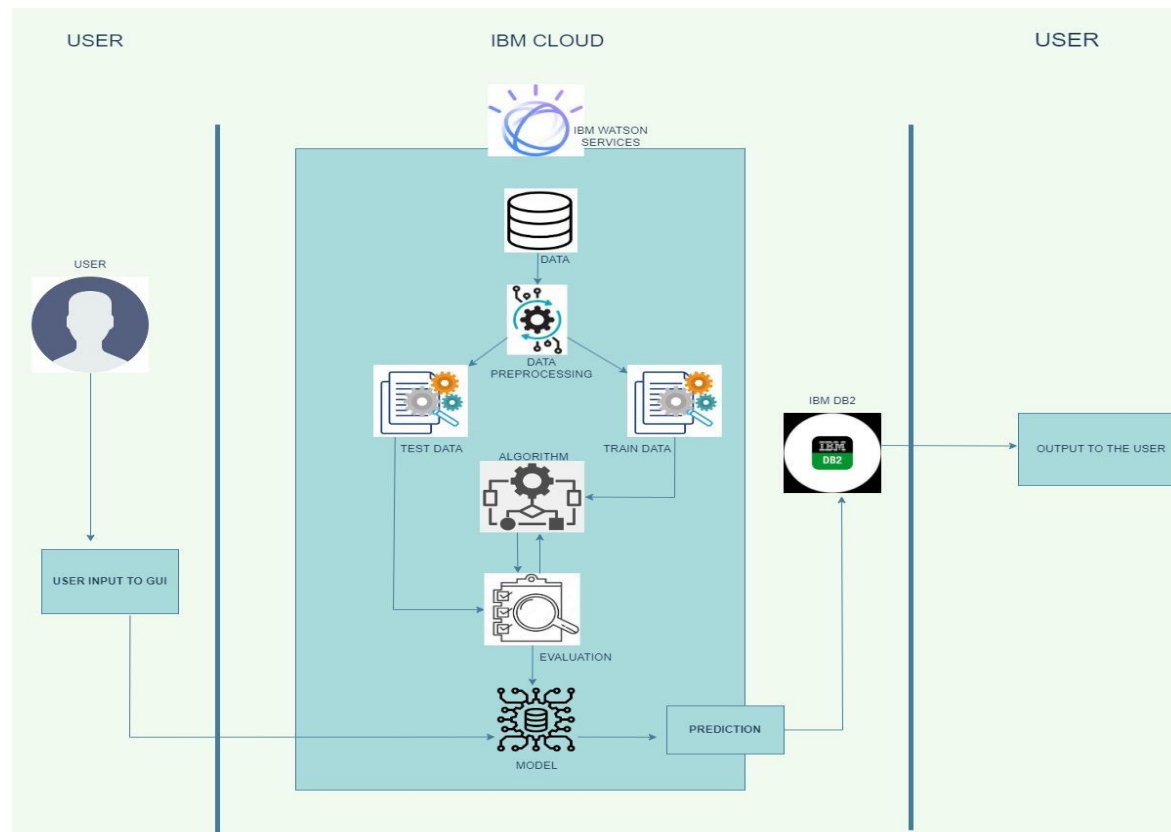 USER
IBM CLOUD
USER
IBM WATSON
SERVICES
DATA
USER
DATA
PREPROCESSING
TEST DATA
TRAIN DATA
ALGORITHM
IBM DB2
IBM
DB2
OUTPUT TO THE USER
USER INPUT TO GUI
EVALUATION
PREDICTION
MODEL